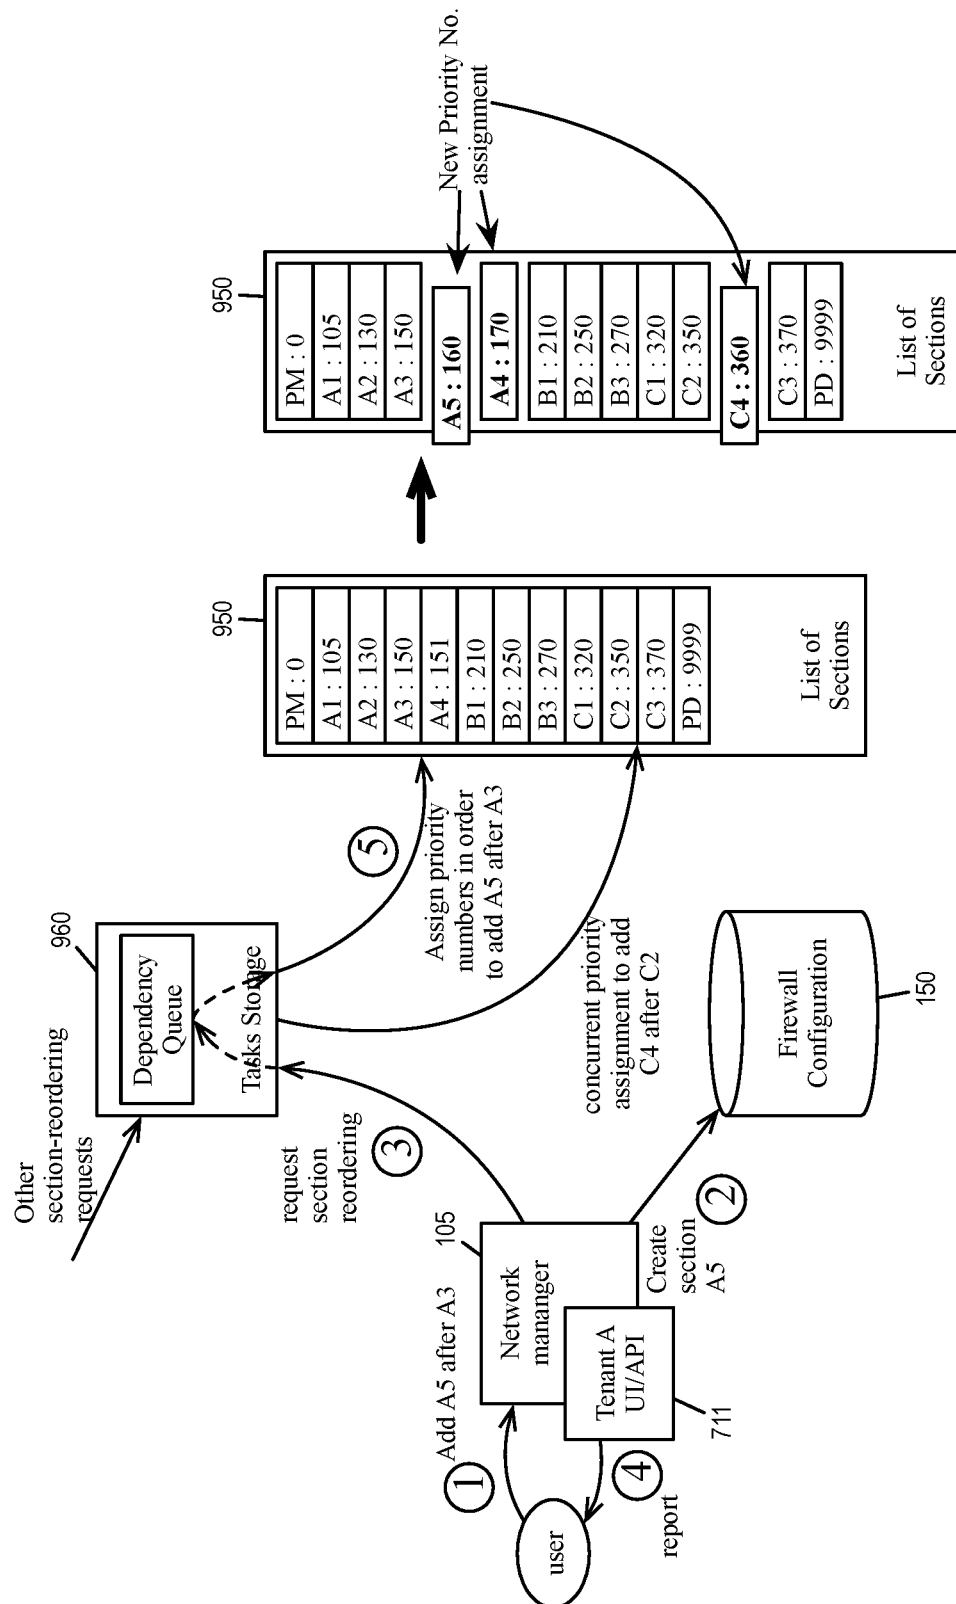 Other
section-reordering
requests
960
Dependency
Queue
Tasks Storage
request
section
reordering
3
5
Assign priority
numbers in order
to add A5 after A3
concurrent priority
assignment to add
C4 after C2
1
Add A5 after A3
105
Network
mananger
Tenant A
UI/API
711
user
4
report
Create
section
A5
2
Firewall
Configuration
150
950
PM : 0
A1 : 105
A2 : 130
A3 : 150
A4 : 151
B1 : 210
B2 : 250
B3 : 270
C1 : 320
C2 : 350
C3 : 370
PD : 9999
List of
Sections
950
PM : 0
A1 : 105
A2 : 130
A3 : 150
A5 : 160
A4 : 170
B1 : 210
B2 : 250
B3 : 270
C1 : 320
C2 : 350
C4 : 360
C3 : 370
PD : 9999
List of
Sections
New Priority No.
assignment